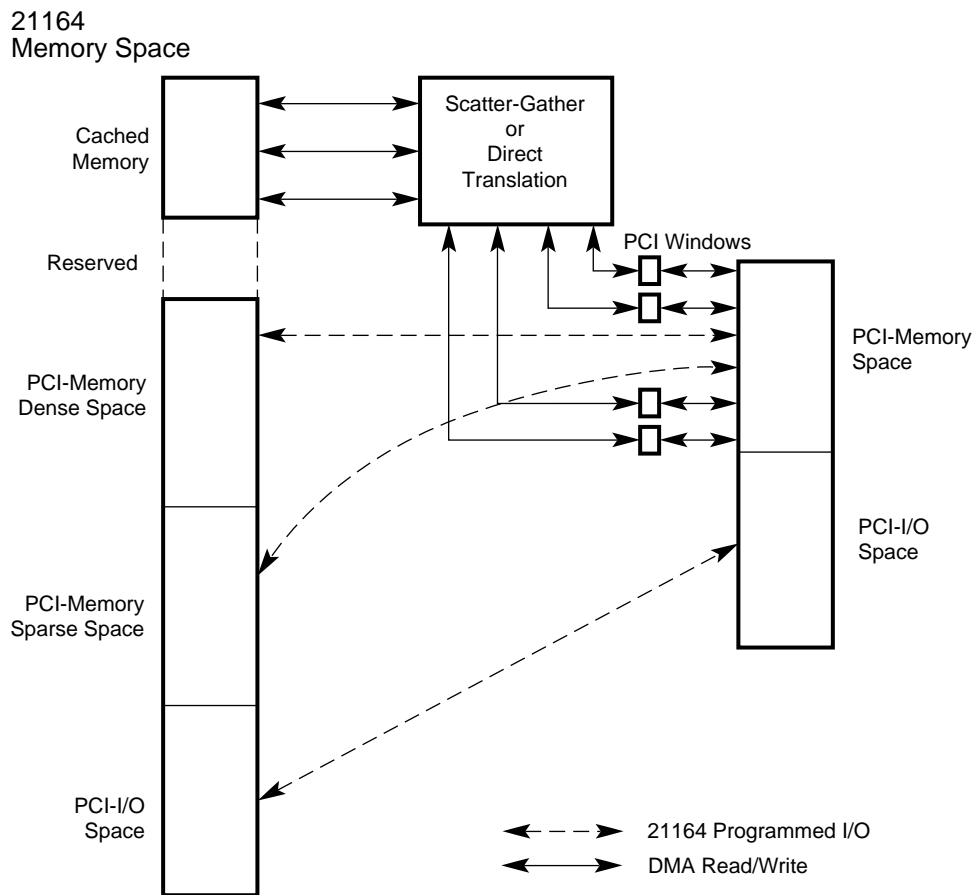 21164
Memory Space
Cached
Memory
Scatter-Gather
or
Direct
Translation
Reserved
PCI Windows
PCI-Memory
Dense Space
PCI-Memory
Space
PCI-Memory
Sparse Space
PCI-I/O
Space
PCI-I/O
Space
21164 Programmed I/O
DMA Read/Write